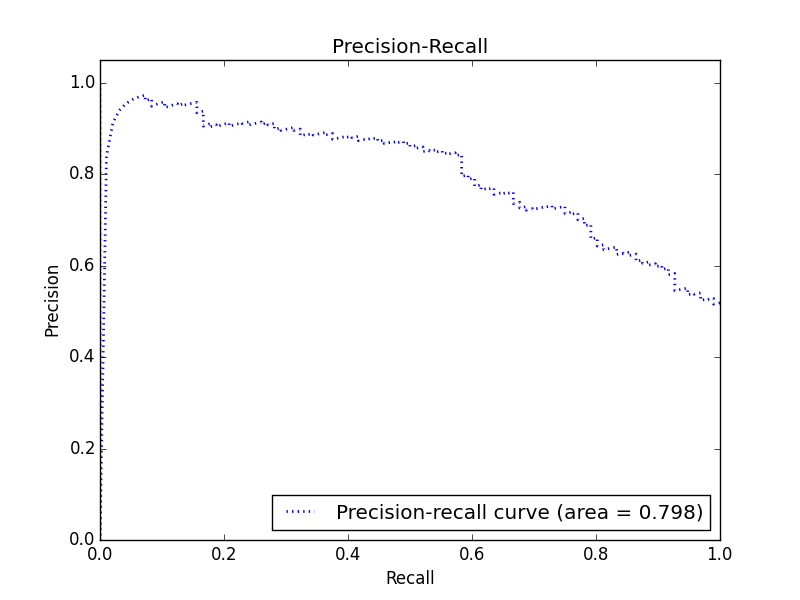 Precision-Recall
1.0
0.8
0.6
0.4
0.2
0.0
Precision
0.0 0.2 0.4 0.6 0.8 1.0
Recall
Precision-recall curve (area = 0.798)